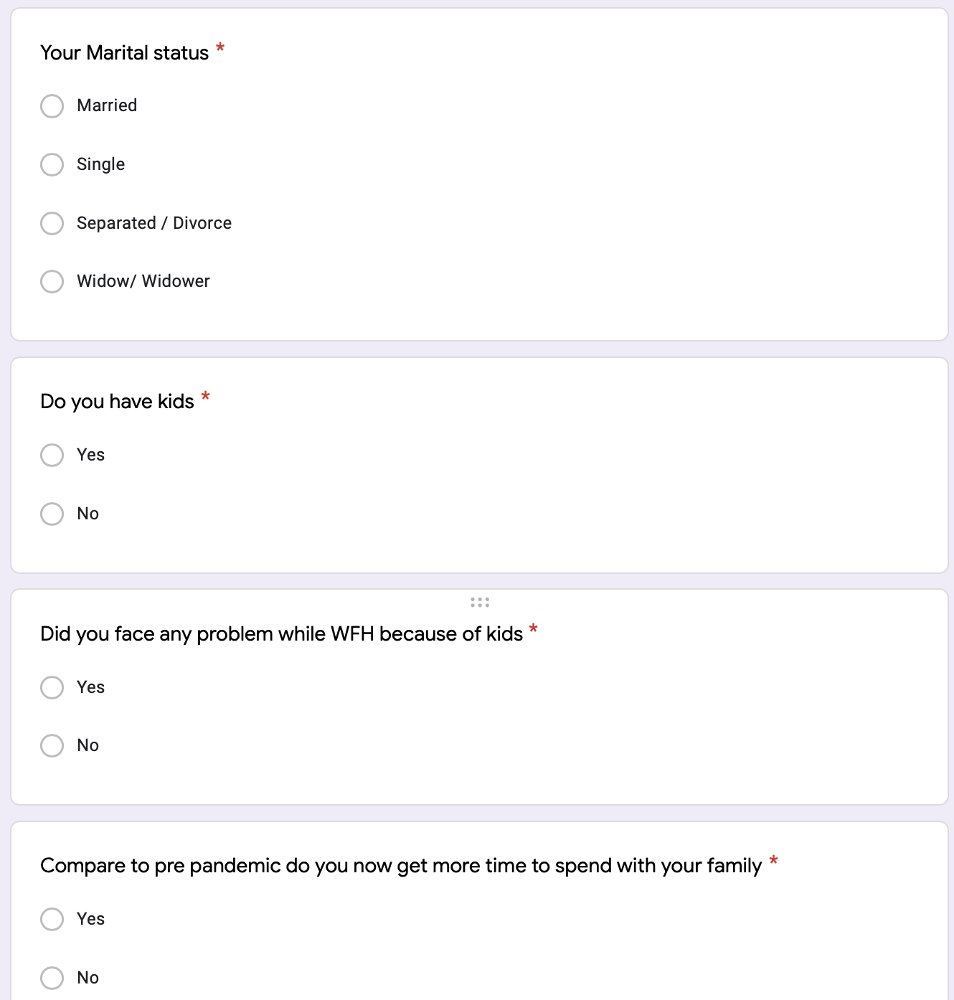 Your Marital status *
Married
Single
Separated / Divorce
Widow/ Widower
Do you have kids *
Yes
No
Did you face any problem while WFH because of kids *
Yes
No
Compare to pre pandemic do you now get more time to spend with your family *
Yes
No